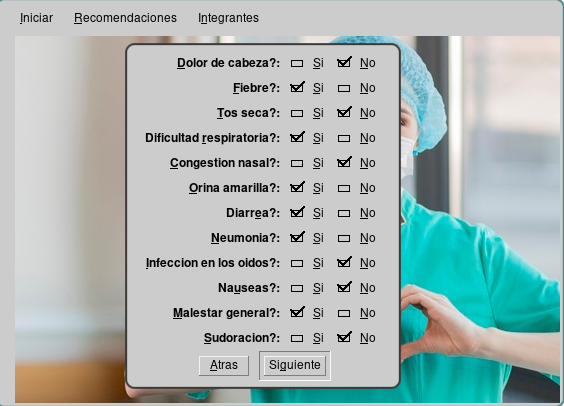 Iniciar Recomendaciones Integrantes
Dolor de cabeza?: Si No
Fiebre?: Si No
Tos seca?: Si No
Dificultad respiratoria?: Si No
Congestion nasal?: Si No
Orina amarilla?: Si No
Diarrea?: Si No
Neumonia?: Si No
Infeccion en los oidos?: Si No
Nauseas?: Si No
Malestar general?: Si No
Sudoracion?: Si No
Atras Siguiente